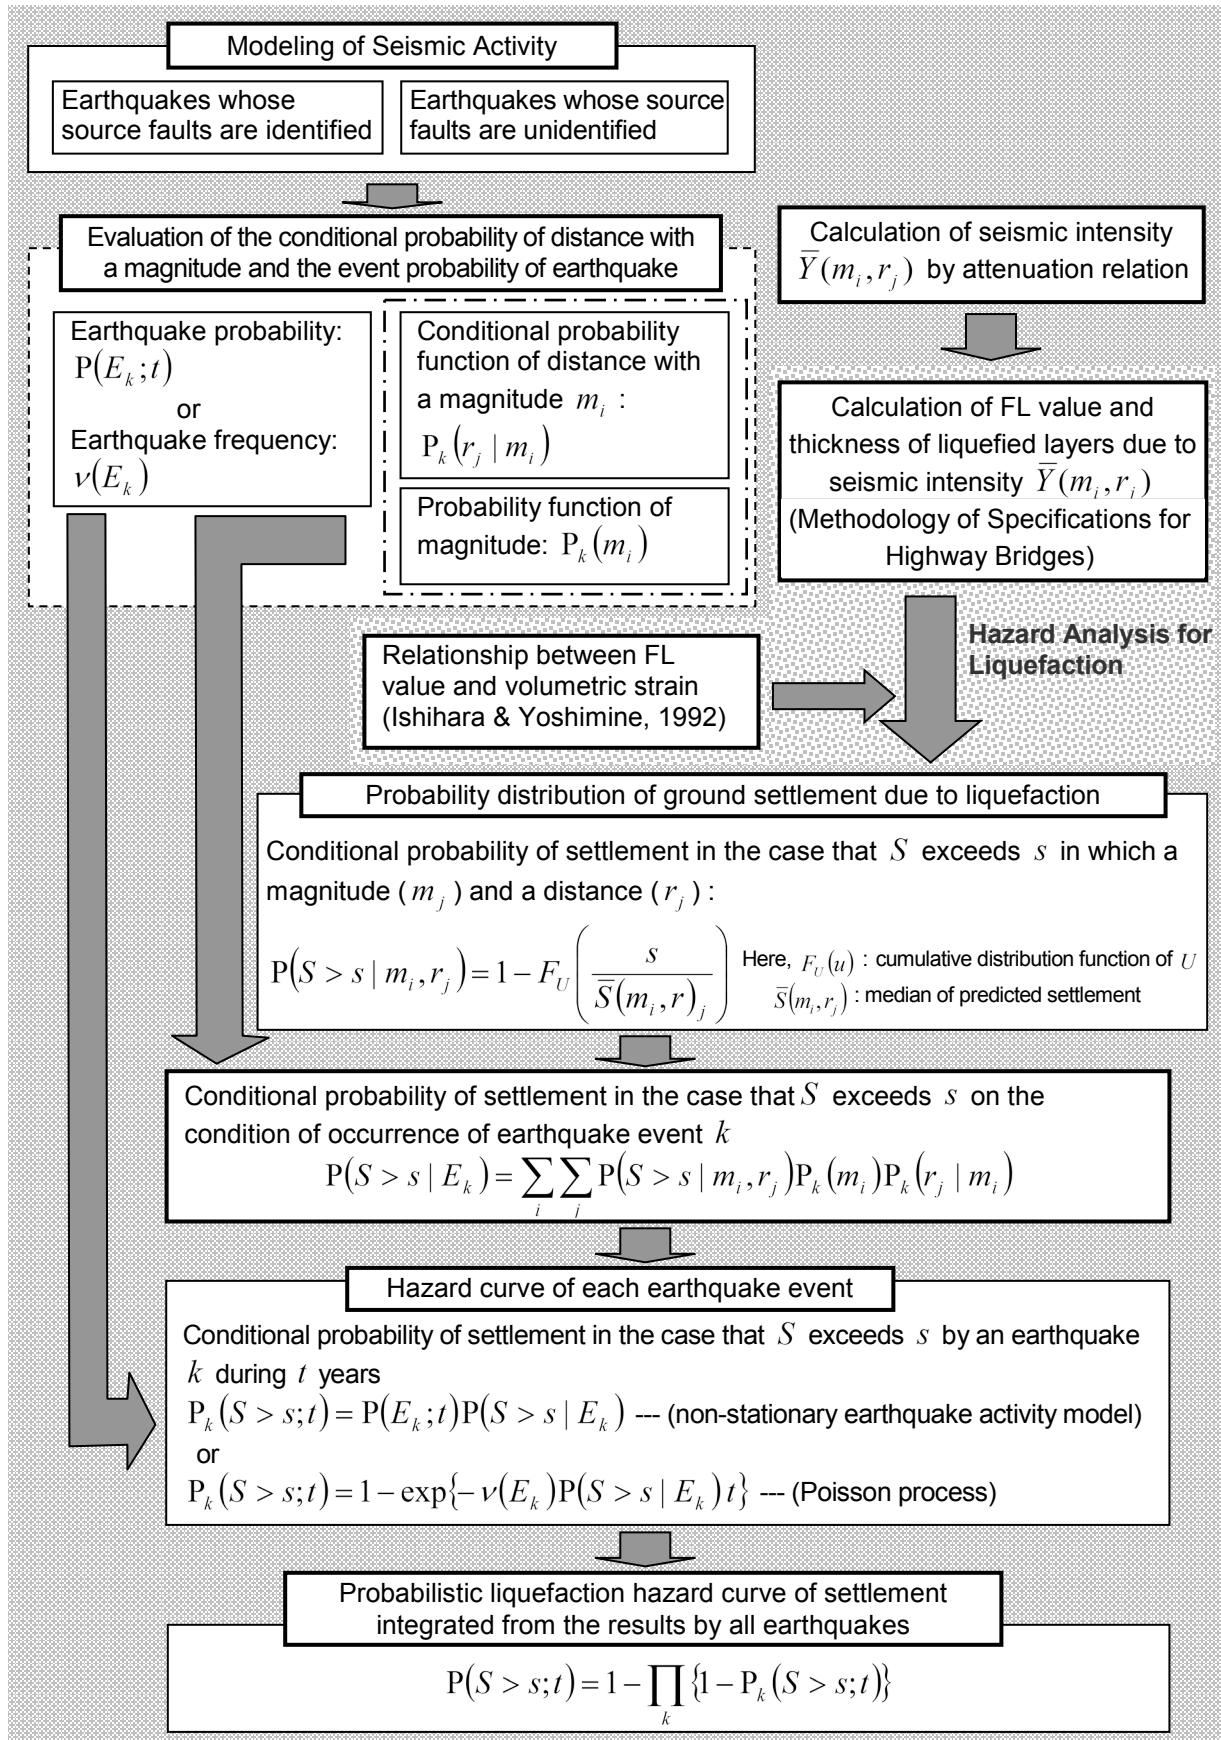 Modeling of Seismic Activity
Earthquakes whose
source faults are identified
Earthquakes whose source
faults are unidentified
Evaluation of the conditional probability of distance with
a magnitude and the event probability of earthquake
Earthquake probability:
P(E_k;t)
or
Earthquake frequency:
ν(E_k)
Conditional probability
function of distance with
a magnitude m_i :
P_k(r_j | m_i)
Probability function of
magnitude: P_k(m_i)
Calculation of seismic intensity
Y̅(m_i, r_j) by attenuation relation
Calculation of FL value and
thickness of liquefied layers due to
seismic intensity Y̅(m_i, r_j)
(Methodology of Specifications for
Highway Bridges)
Hazard Analysis for
Liquefaction
Relationship between FL
value and volumetric strain
(Ishihara & Yoshimine, 1992)
Probability distribution of ground settlement due to liquefaction
Conditional probability of settlement in the case that S exceeds s in which a
magnitude ( m_j ) and a distance ( r_j ) :
P(S > s | m_i, r_j) = 1 − F_U( s / S̅(m_i, r)_j )
Here, F_U(u) : cumulative distribution function of U
S̅(m_i, r_j) : median of predicted settlement
Conditional probability of settlement in the case that S exceeds s on the
condition of occurrence of earthquake event k
P(S > s | E_k) = ∑_i ∑_j P(S > s | m_i, r_j)P_k(m_i)P_k(r_j | m_i)
Hazard curve of each earthquake event
Conditional probability of settlement in the case that S exceeds s by an earthquake
k during t years
P_k(S > s;t) = P(E_k;t)P(S > s | E_k) --- (non-stationary earthquake activity model)
or
P_k(S > s;t) = 1 − exp{− ν(E_k)P(S > s | E_k) t} --- (Poisson process)
Probabilistic liquefaction hazard curve of settlement
integrated from the results by all earthquakes
P(S > s;t) = 1 − ∏_k {1 − P_k(S > s;t)}